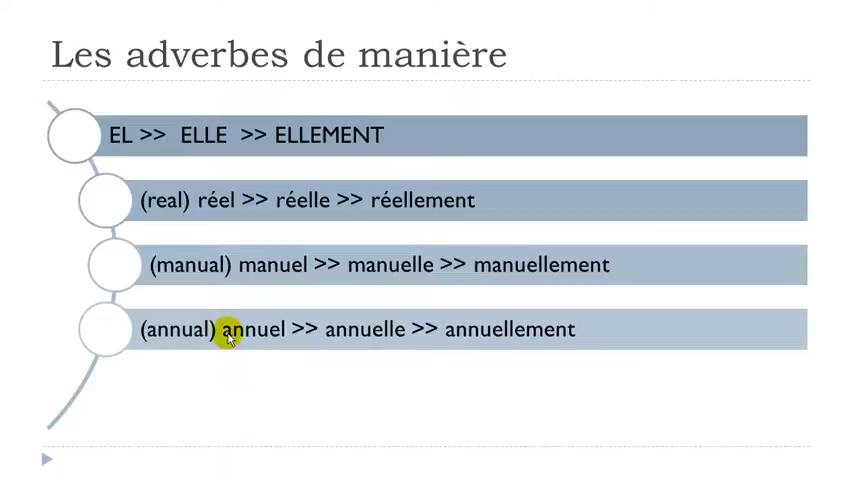 Les adverbes de manière
EL >> ELLE >> ELLEMENT
(real) réel >> réelle >> réellement
(manual) manuel >> manuelle >> manuellement
(annual) annuel >> annuelle >> annuellement